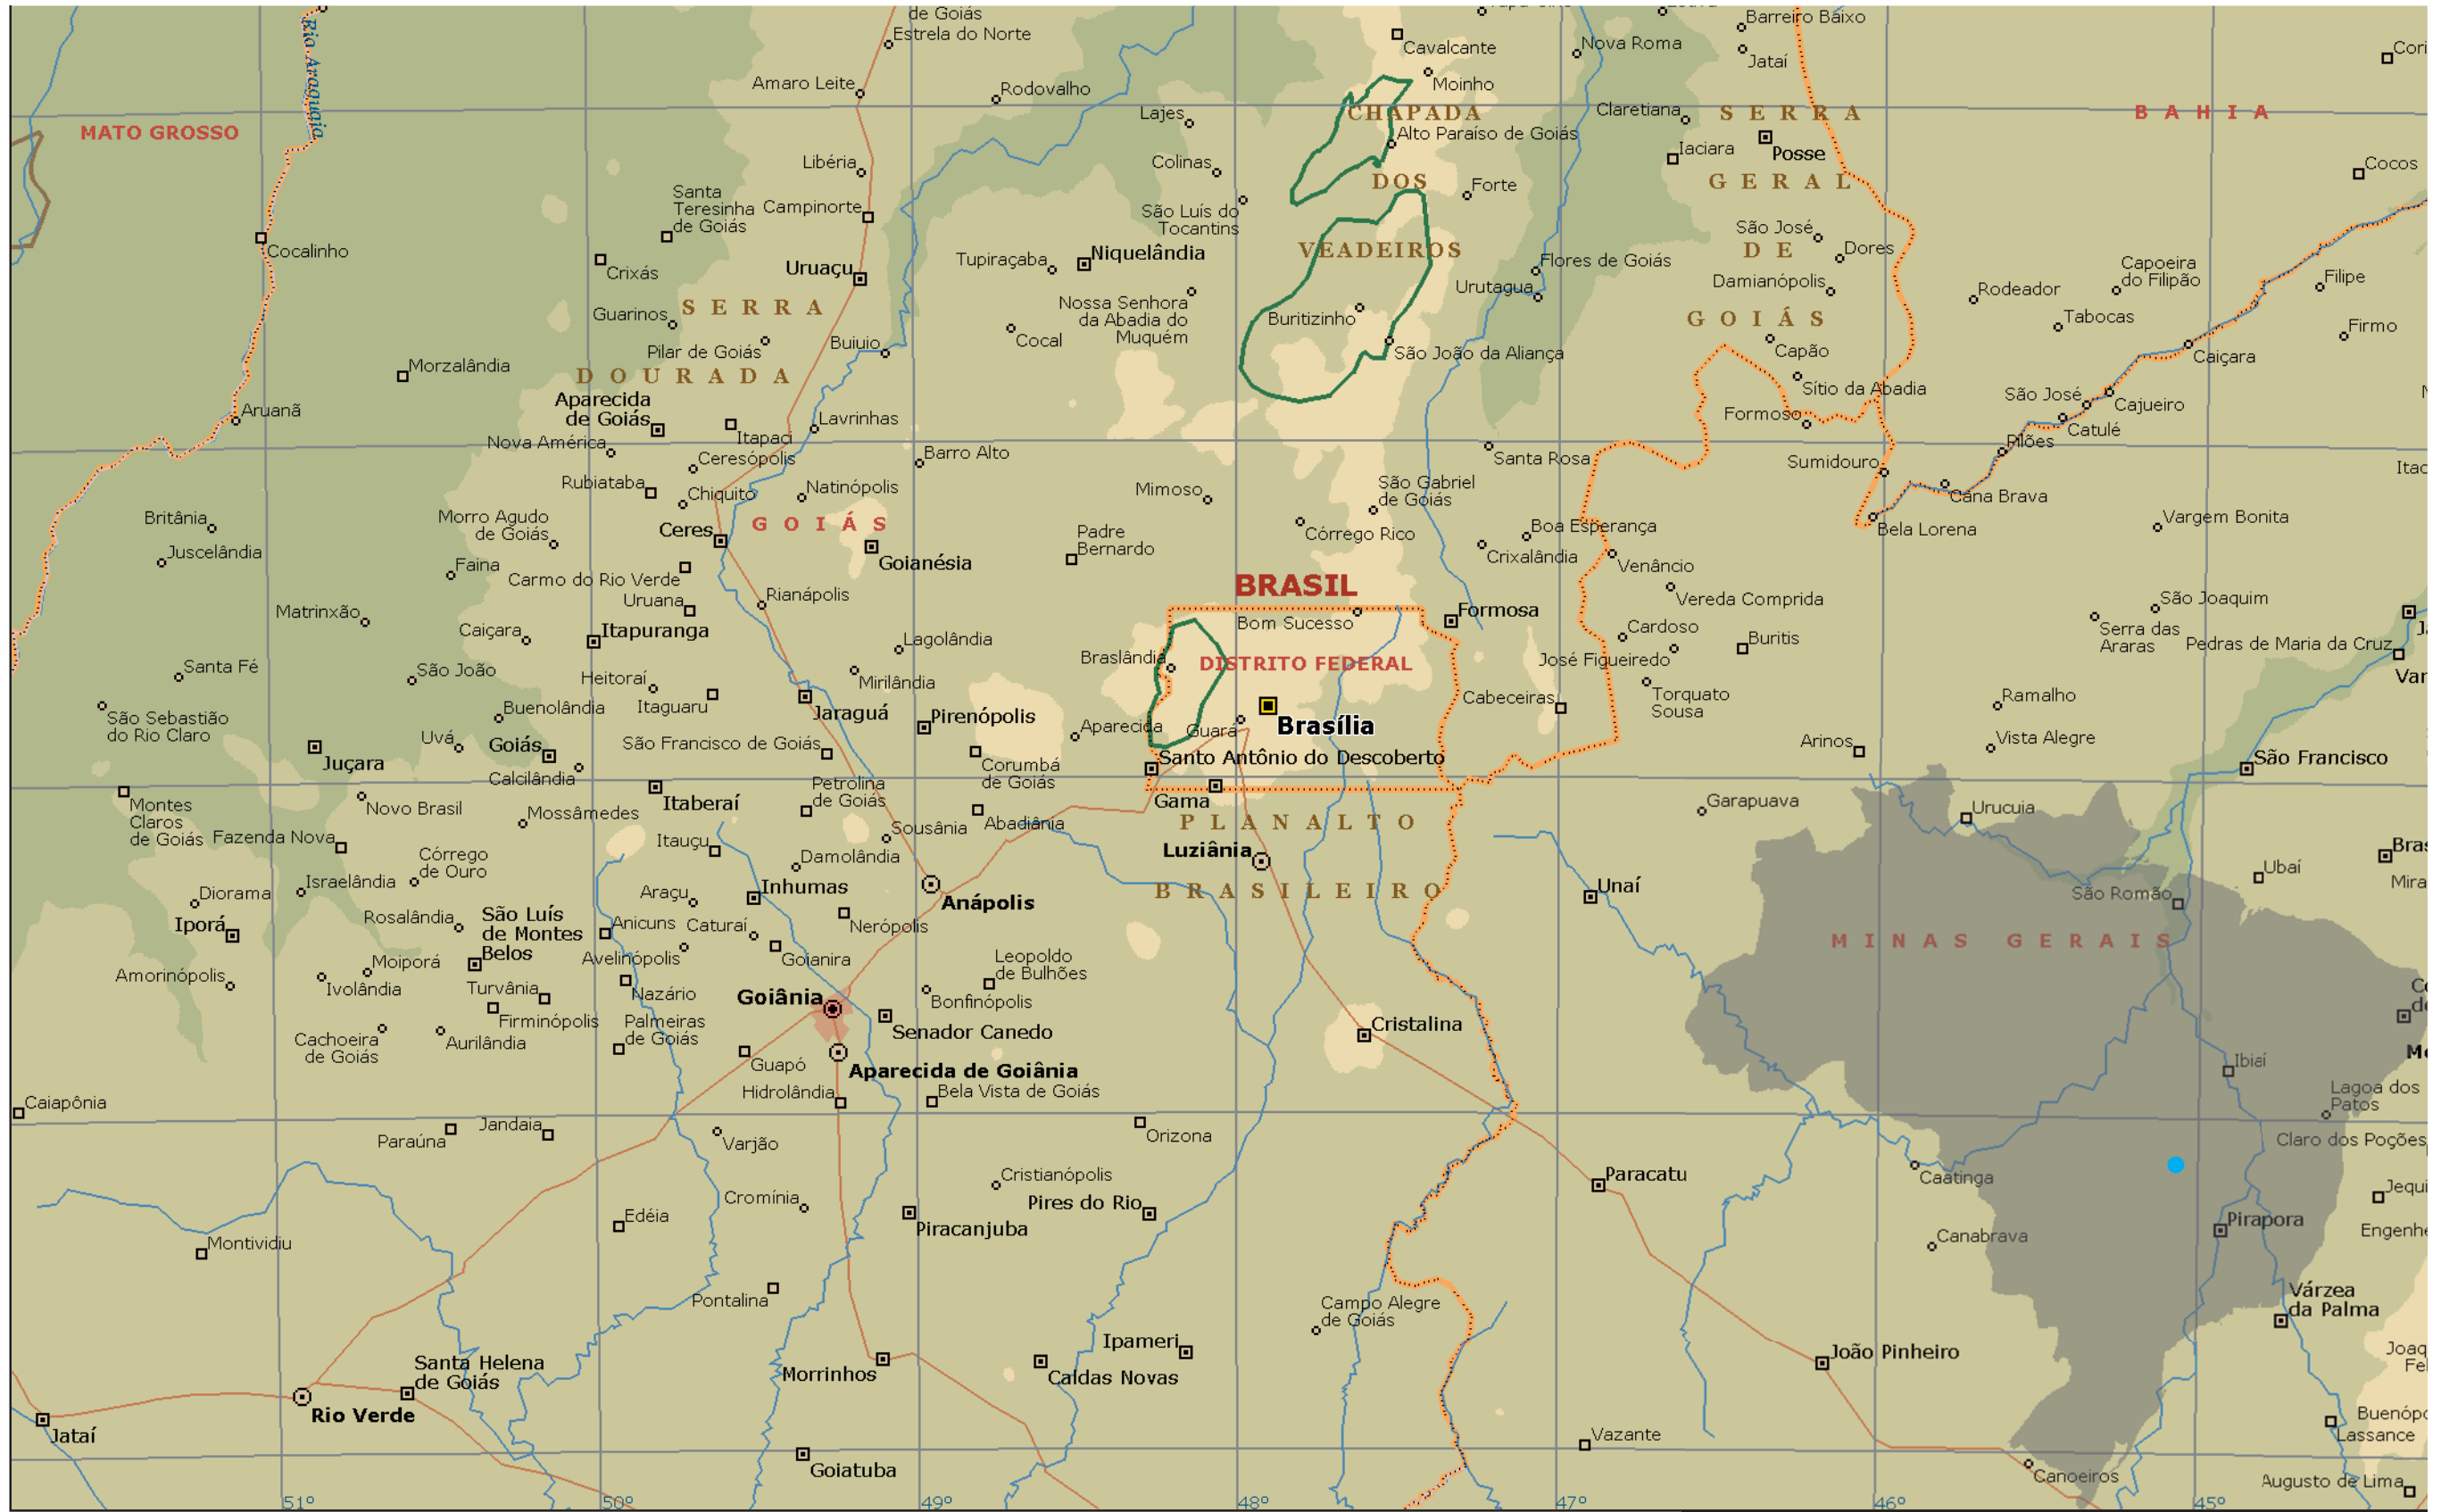 de Goiás
Estrela do Norte
Cavalcante
Nova Roma
Barreiro Baixo
Jataí
Rio Araguaia
Amaro Leite
Rodovalho
Moinho
Lajes
CHAPADA
Claretiana
SERRA
BAHIA
MATO GROSSO
Alto Paraíso de Goiás
Iaciara
Posse
Libéria
Colinas
Cocos
Santa
Teresinha
de Goiás
Campinorte
DOS
Forte
GERAL
São Luís do
Tocantins
São José
Cocalinho
Crixás
Uruaçu
Tupiraçaba
Niquelândia
VEADEIROS
Flores de Goiás
DE
Dores
Capoeira
do Filipão
Filipe
Urutagua
Damianópolis
Rodeador
Guarinos
SERRA
Nossa Senhora
da Abadia do
Muquém
Buritizinho
GOIÁS
Tabocas
Firmo
Pilar de Goiás
Buiuio
Cocal
São João da Aliança
Capão
Caiçara
Morzalândia
DOURADA
Sítio da Abadia
Aruanã
Aparecida
de Goiás
Itapaci
Lavrinhas
Formoso
São José
Cajueiro
Catulé
Nova América
Ceresópolis
Barro Alto
Santa Rosa
Sumidouro
Pilões
Rubiataba
Chiquito
Natinópolis
Mimoso
São Gabriel
de Goiás
Cana Brava
Britânia
Morro Agudo
de Goiás
Ceres
GOIÁS
Padre
Bernardo
Córrego Rico
Boa Esperança
Bela Lorena
Vargem Bonita
Juscelândia
Faina
Carmo do Rio Verde
Goianésia
Crixalândia
Venâncio
Uruana
Rianápolis
BRASIL
Vereda Comprida
São Joaquim
Matrinxão
Caiçara
Itapuranga
Lagolândia
Bom Sucesso
Formosa
Cardoso
Buritis
Serra das
Araras
Pedras de Maria da Cruz
Santa Fé
São João
Heitoraí
Mirilândia
Braslândia
DISTRITO FEDERAL
José Figueiredo
São Sebastião
do Rio Claro
Buenolândia
Itaguaru
Jaraguá
Pirenópolis
Cabeceiras
Torquato
Sousa
Ramalho
Juçara
Uvá
Goiás
São Francisco de Goiás
Aparecida
Guará
Brasília
Arinos
Vista Alegre
Calcilândia
Corumbá
de Goiás
Santo Antônio do Descoberto
São Francisco
Montes
Claros
de Goiás
Novo Brasil
Mossâmedes
Itaberaí
Petrolina
de Goiás
Abadiânia
Gama
Garapuava
Urucuia
Fazenda Nova
Itauçu
Sousânia
PLANALTO
Córrego
de Ouro
Damolândia
Luziânia
Ubaí
Diorama
Israelândia
Araçu
Inhumas
Anápolis
BRASILEIRO
Unaí
São Romão
Iporá
Rosalândia
São Luís
de Montes
Belos
Anicuns
Caturaí
Nerópolis
MINAS GERAIS
Amorinópolis
Ivolândia
Moiporá
Avelinópolis
Goianira
Leopoldo
de Bulhões
Turvânia
Nazário
Goiânia
Bonfinópolis
Firminópolis
Cachoeira
de Goiás
Aurilândia
Palmeiras
de Goiás
Senador Canedo
Cristalina
Guapó
Aparecida de Goiânia
Ibiaí
Caiapônia
Hidrolândia
Bela Vista de Goiás
Lagoa dos
Patos
Paraúna
Jandaia
Varjão
Orizona
Claro dos Poções
Cristianópolis
Paracatu
Caatinga
Edéia
Cromínia
Piracanjuba
Pires do Rio
Pirapora
Montividiu
Canabrava
Pontalina
Campo Alegre
de Goiás
Várzea
da Palma
Ipameri
João Pinheiro
Santa Helena
de Goiás
Morrinhos
Caldas Novas
Rio Verde
Jataí
Vazante
Lassance
Goiatuba
Canoeiros
Augusto de Lima
51°
50°
49°
48°
47°
46°
45°